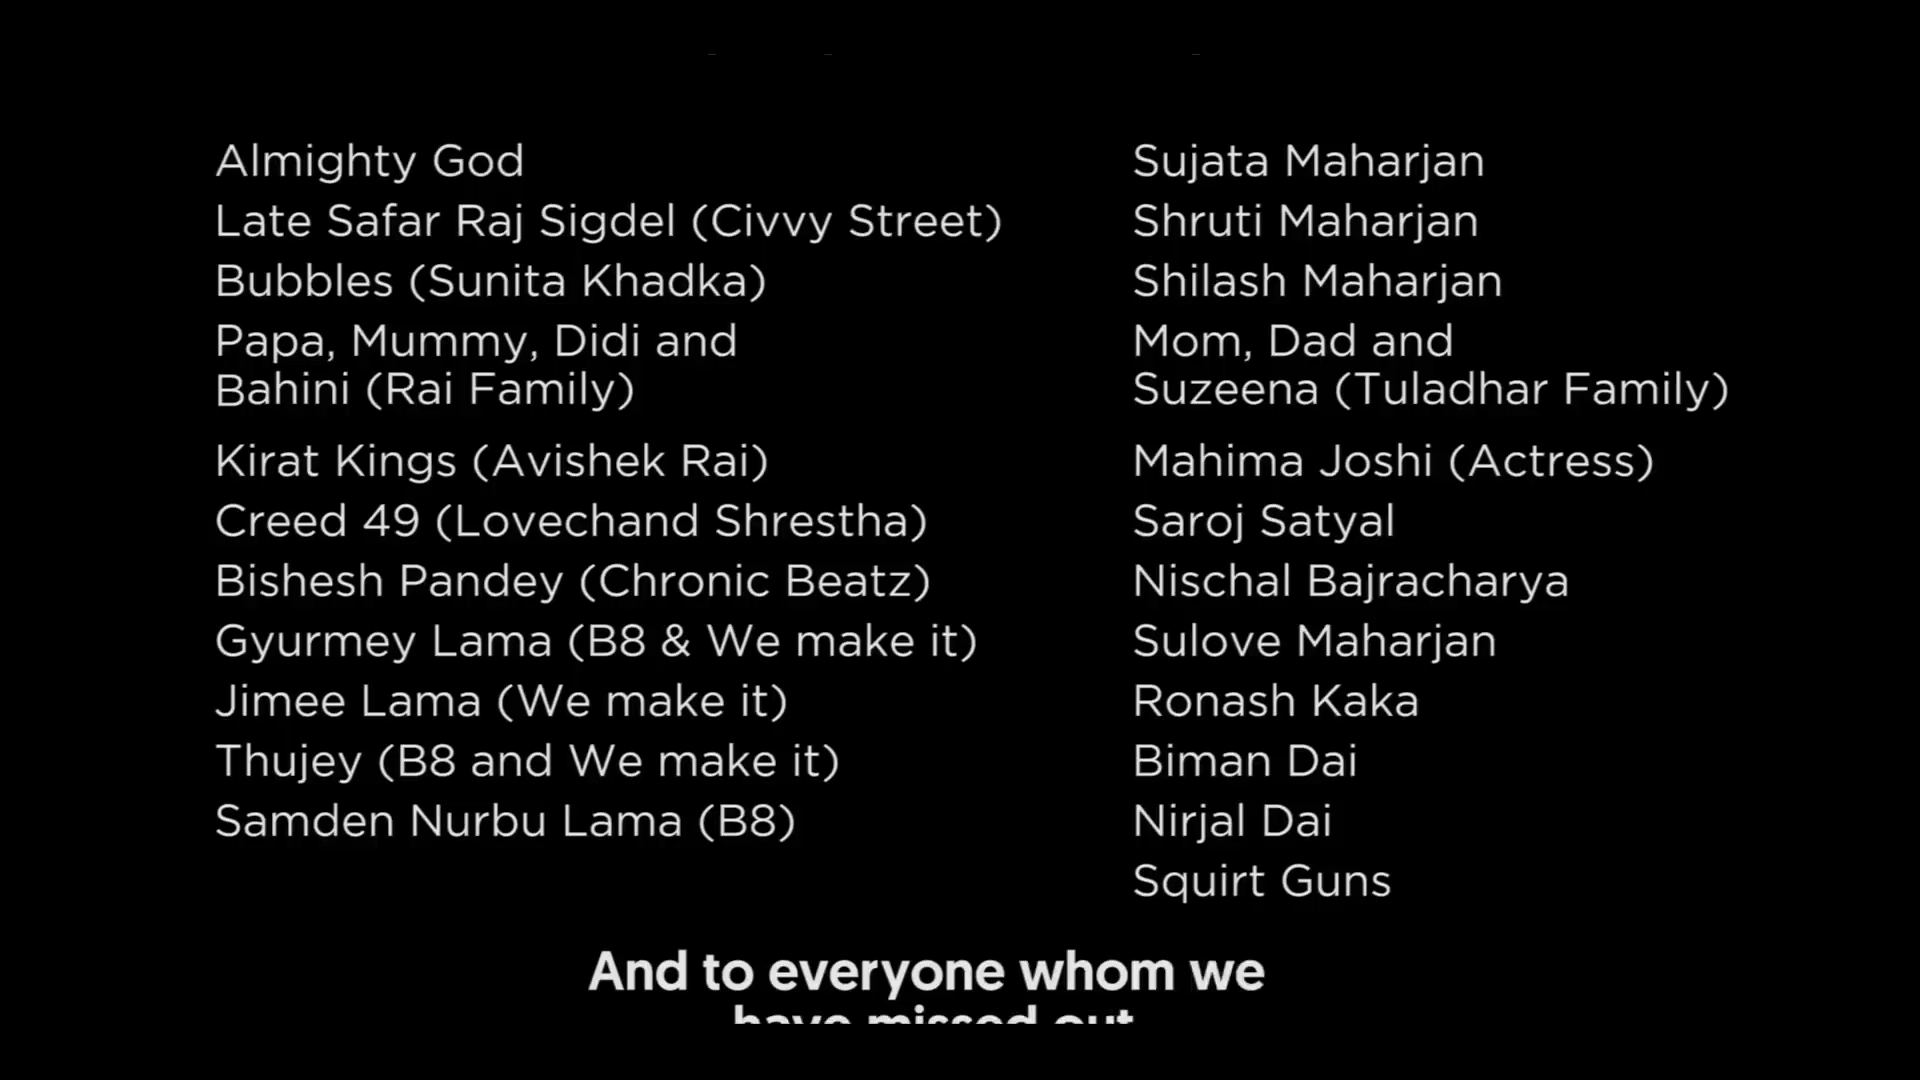 Almighty God
Late Safar Raj Sigdel (Civvy Street)
Bubbles (Sunita Khadka)
Papa, Mummy, Didi and
Bahini (Rai Family)
Kirat Kings (Avishek Rai)
Creed 49 (Lovechand Shrestha)
Bishesh Pandey (Chronic Beatz)
Gyurmey Lama (B8 & We make it)
Jimee Lama (We make it)
Thujey (B8 and We make it)
Samden Nurbu Lama (B8)
Sujata Maharjan
Shruti Maharjan
Shilash Maharjan
Mom, Dad and
Suzeena (Tuladhar Family)
Mahima Joshi (Actress)
Saroj Satyal
Nischal Bajracharya
Sulove Maharjan
Ronash Kaka
Biman Dai
Nirjal Dai
Squirt Guns
And to everyone whom we
have missed out